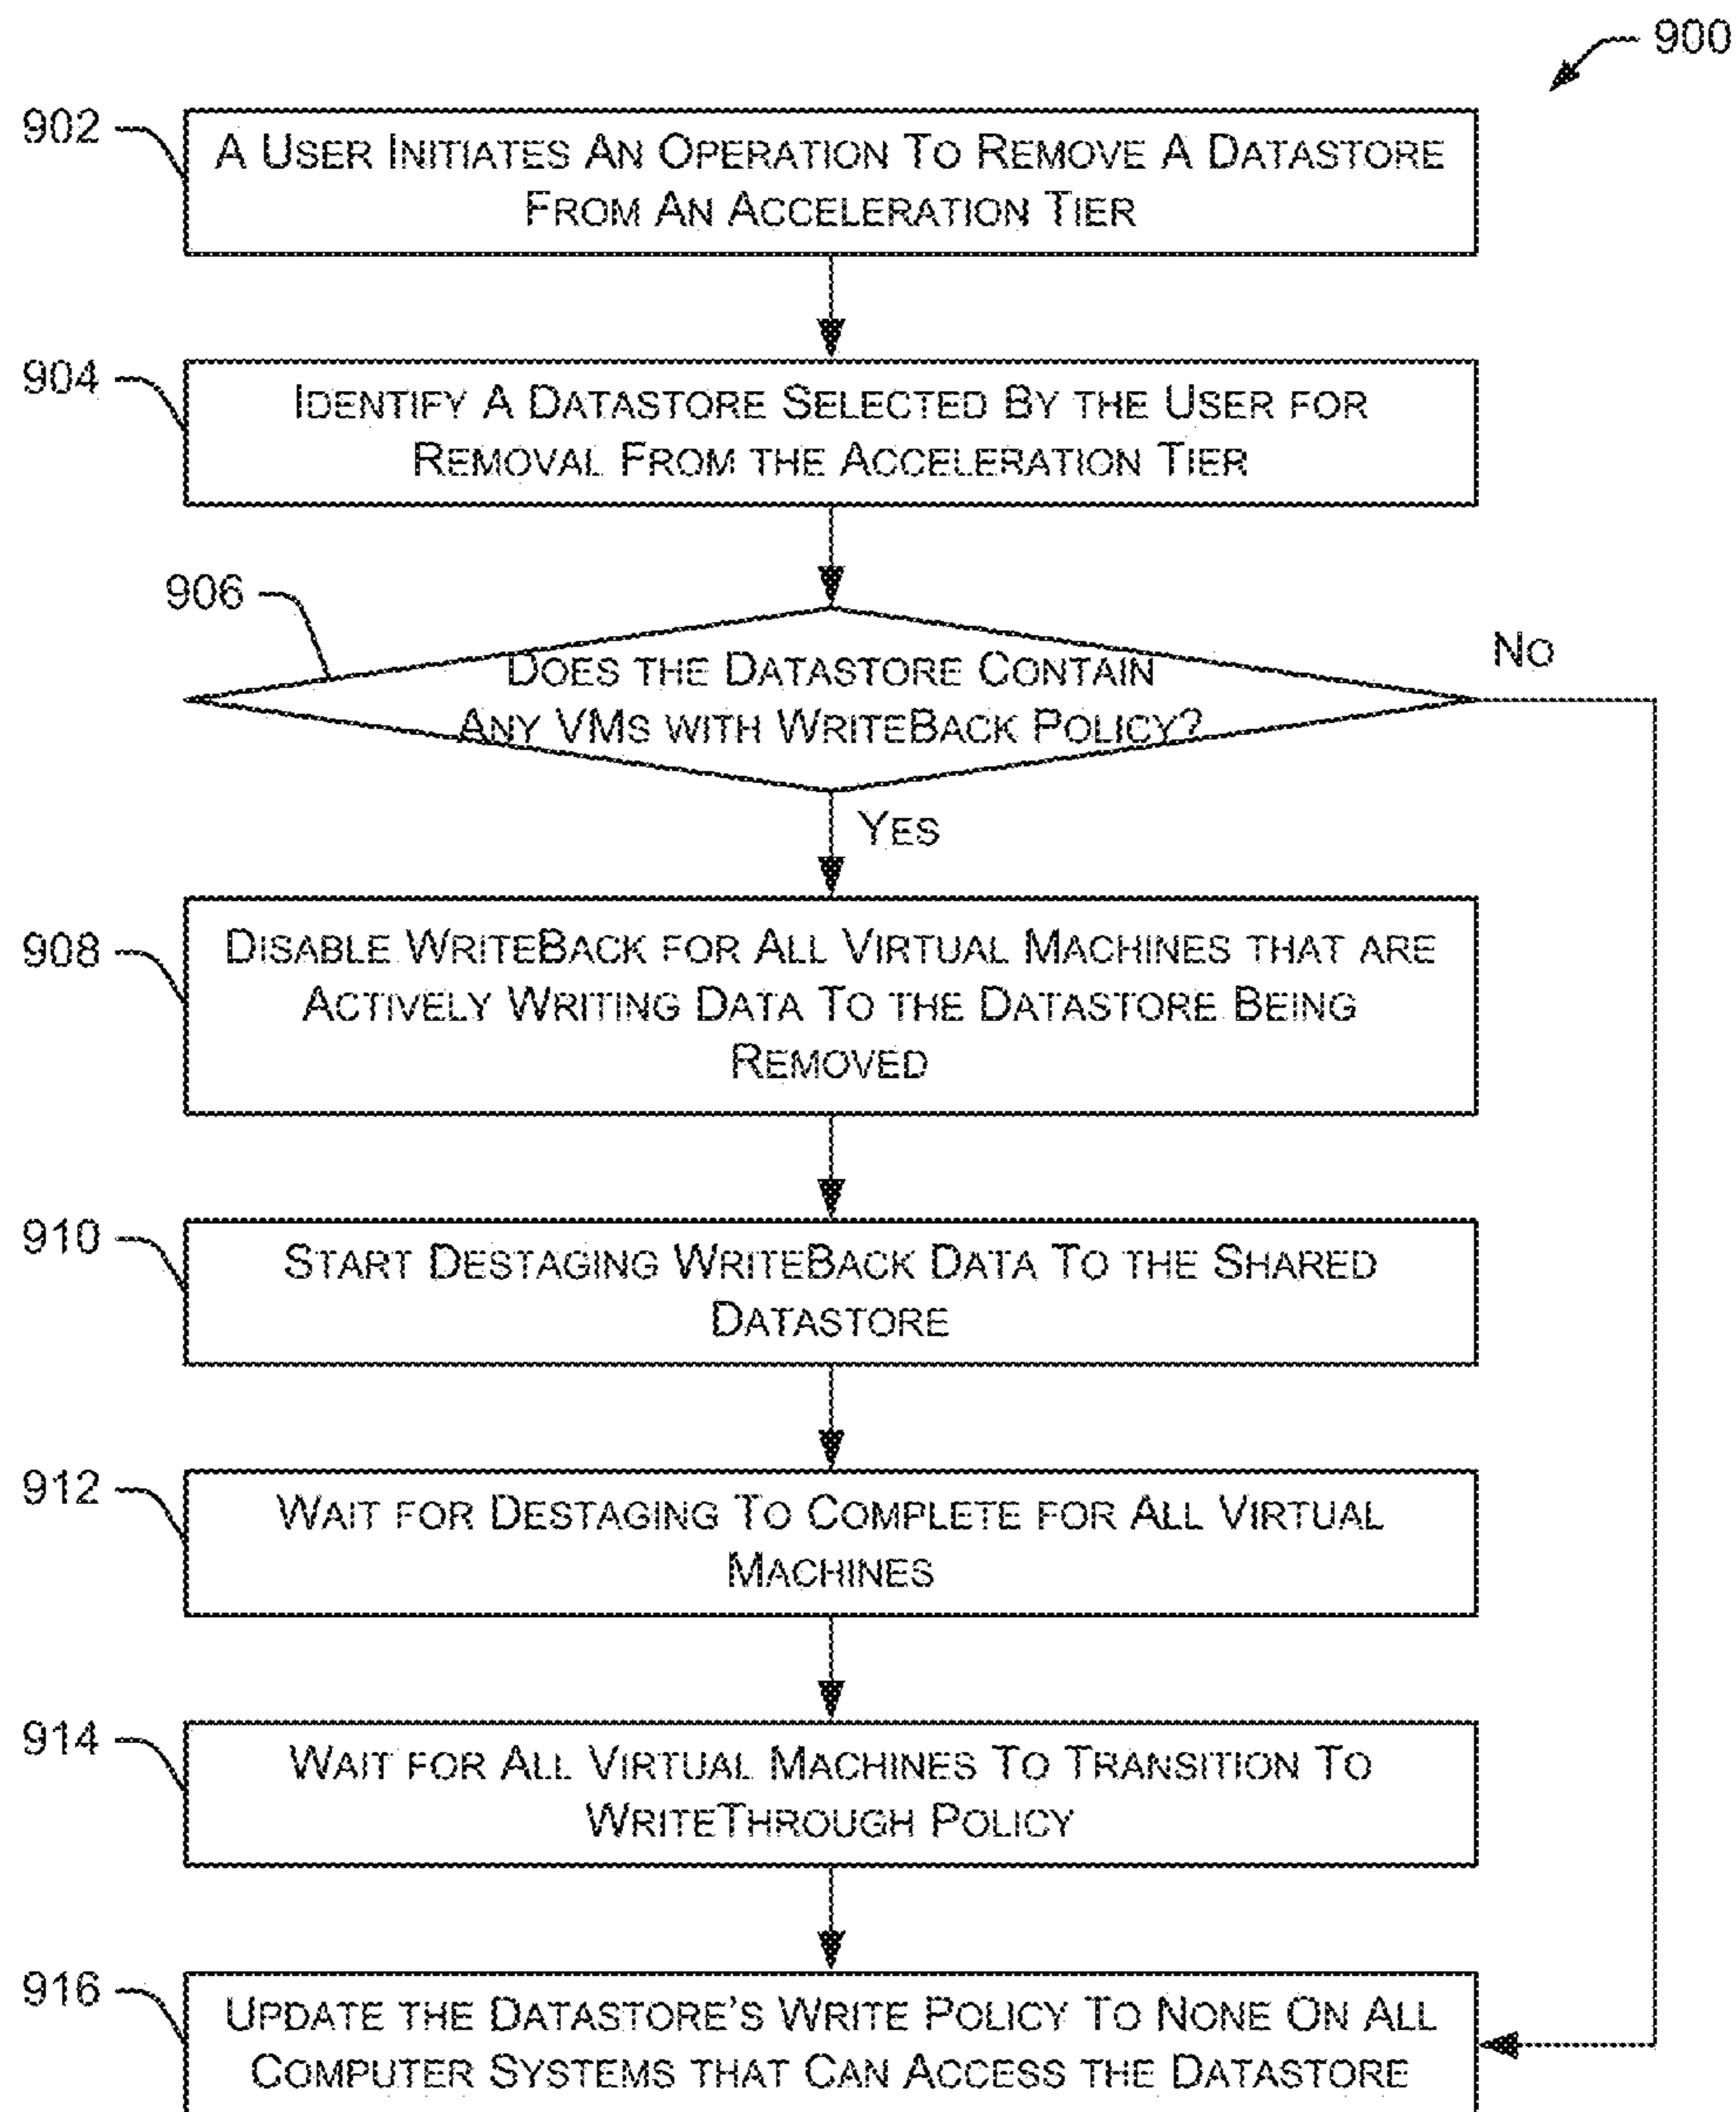 900
902
A User Initiates An Operation To Remove A Datastore
From An Acceleration Tier
904
Identify A Datastore Selected By the User for
Removal From the Acceleration Tier
906
Does the Datastore Contain
Any VMs with WriteBack Policy?
No
Yes
908
Disable WriteBack for All Virtual Machines that are
Actively Writing Data To the Datastore Being
Removed
910
Start Destaging WriteBack Data To the Shared
Datastore
912
Wait for Destaging To Complete for All Virtual
Machines
914
Wait for All Virtual Machines To Transition To
WriteThrough Policy
916
Update the Datastore's Write Policy To None On All
Computer Systems that Can Access the Datastore